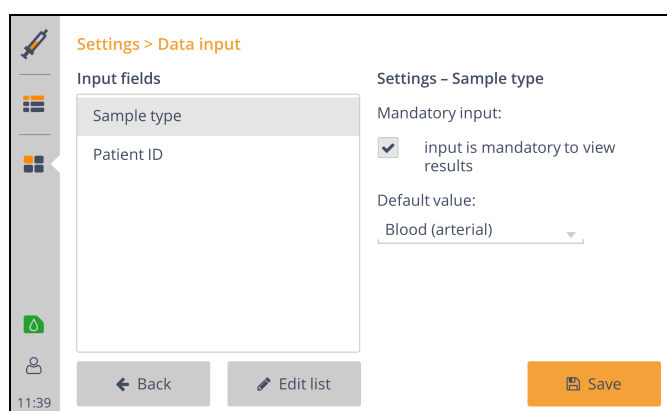 Settings > Data input
Input fields
Sample type
Patient ID
Settings – Sample type
Mandatory input:
input is mandatory to view
results
Default value:
Blood (arterial)
Back
Edit list
Save
11:39